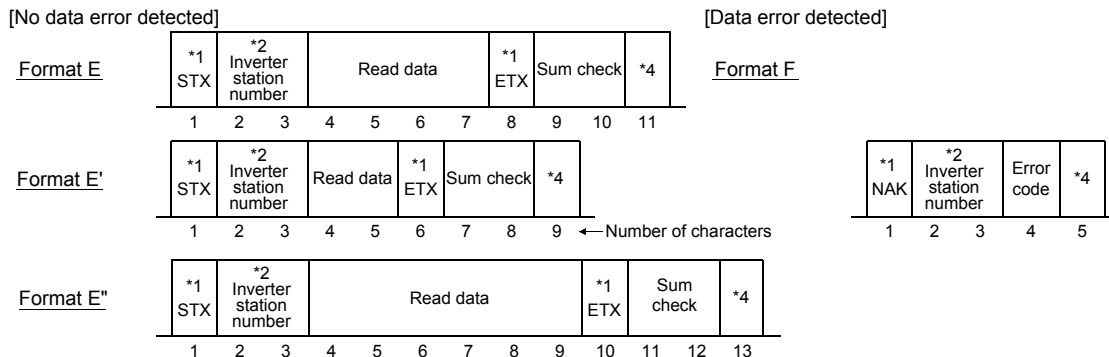 [No data error detected]
[Data error detected]
Format E
*1
STX
*2
Inverter
station
number
Read data
*1
ETX
Sum check
*4
1 2 3 4 5 6 7 8 9 10 11
Format F
Format E'
*1
STX
*2
Inverter
station
number
Read data
*1
ETX
Sum check
*4
1 2 3 4 5 6 7 8 9
Number of characters
*1
NAK
*2
Inverter
station
number
Error
code
*4
1 2 3 4 5
Format E"
*1
STX
*2
Inverter
station
number
Read data
*1
ETX
Sum
check
*4
1 2 3 4 5 6 7 8 9 10 11 12 13